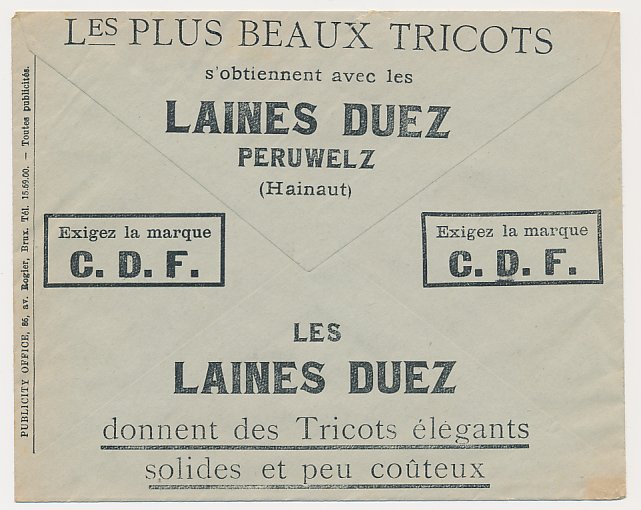 LES PLUS BEAUX TRICOTS
s'obtiennent avec les
LAINES DUEZ
PERUWELZ
(Hainaut)
Exigez la marque
C. D. F.
Exigez la marque
C. D. F.
LES
LAINES DUEZ
donnent des Tricots élégants
solides et peu coûteux
PUBLICITY OFFICE, 86, av. Rogier, Brux. Tél. 15.69.00. — Toutes publicités.